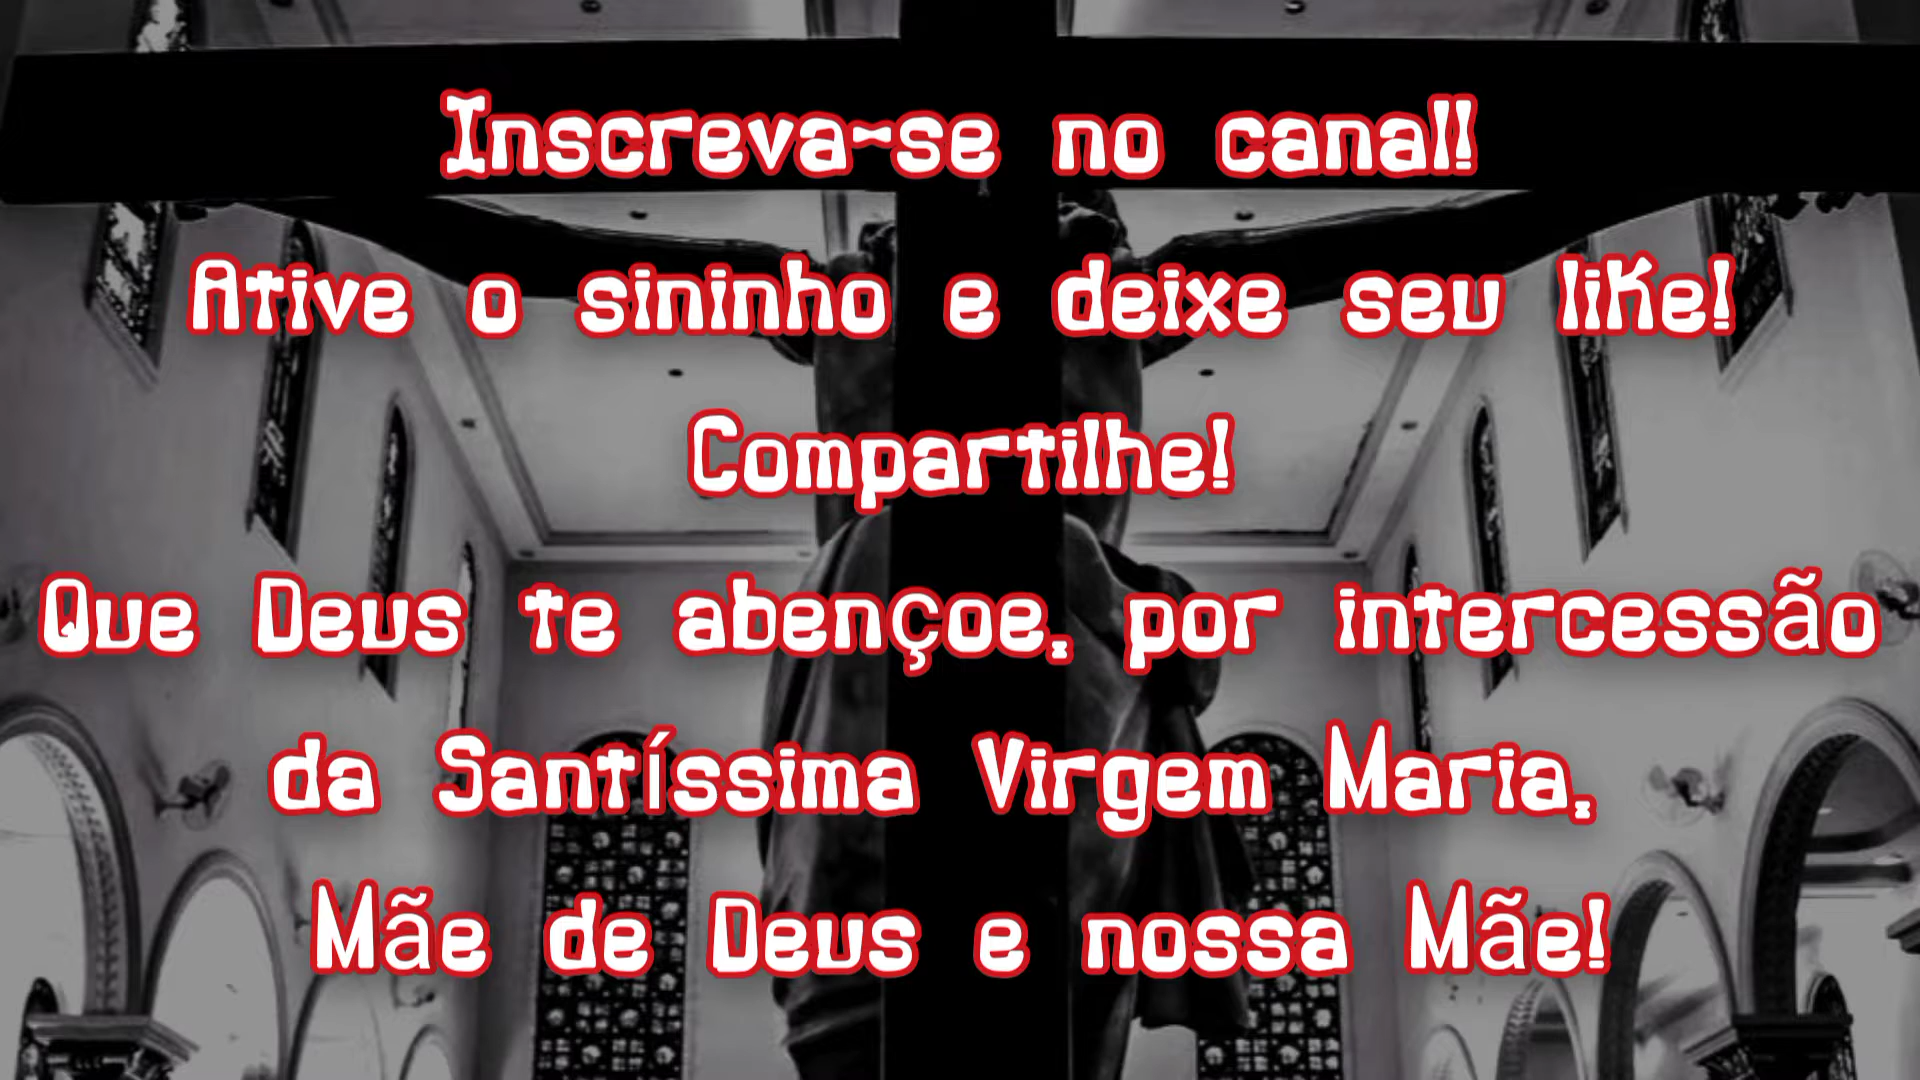 Inscreva-se no canal!
Ative o sininho e deixe seu like!
Compartilhe!
Que Deus te abençoe, por intercessão
da Santíssima Virgem Maria,
Mãe de Deus e nossa Mãe!